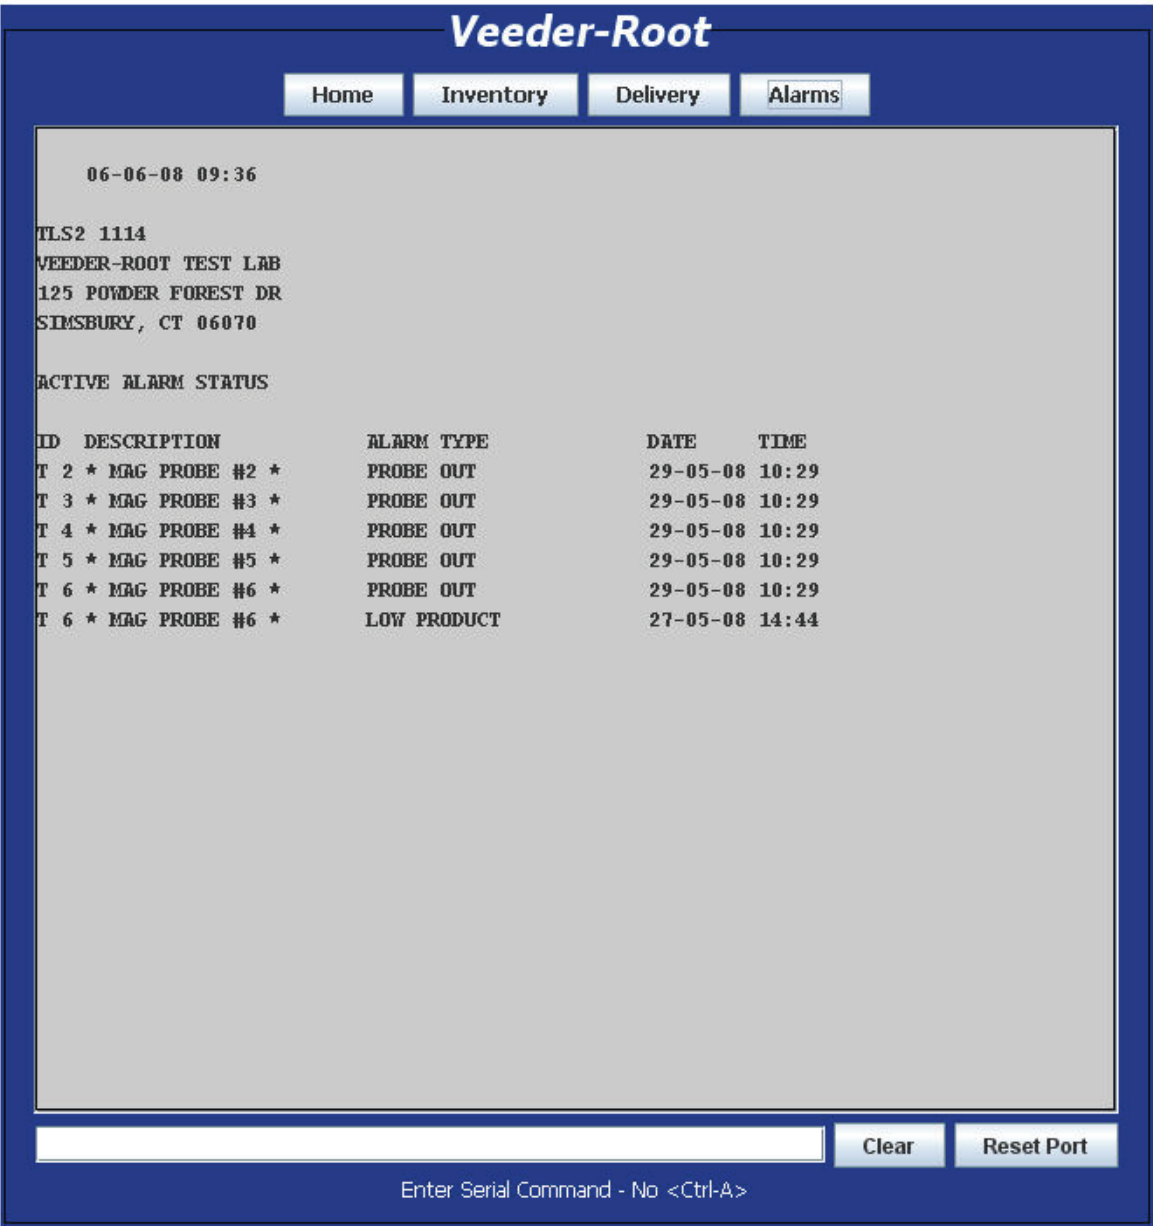 Veeder-Root
Home Inventory Delivery Alarms
06-06-08 09:36
TLS2 1114
VEEDER-ROOT TEST LAB
125 POWDER FOREST DR
SIMSBURY, CT 06070
ACTIVE ALARM STATUS
ID DESCRIPTION ALARM TYPE DATE TIME
T 2 * MAG PROBE #2 * PROBE OUT 29-05-08 10:29
T 3 * MAG PROBE #3 * PROBE OUT 29-05-08 10:29
T 4 * MAG PROBE #4 * PROBE OUT 29-05-08 10:29
T 5 * MAG PROBE #5 * PROBE OUT 29-05-08 10:29
T 6 * MAG PROBE #6 * PROBE OUT 29-05-08 10:29
T 6 * MAG PROBE #6 * LOW PRODUCT 27-05-08 14:44
Clear Reset Port
Enter Serial Command - No <Ctrl-A>